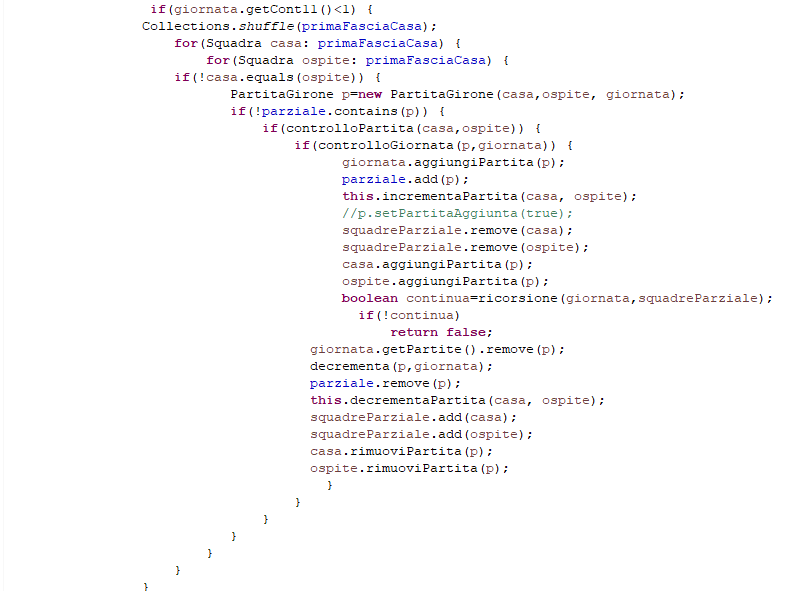 if(giornata.getCont11()<1) {
Collections.shuffle(primaFasciaCasa);
for(Squadra casa: primaFasciaCasa) {
for(Squadra ospite: primaFasciaCasa) {
if(!casa.equals(ospite)) {
PartitaGirone p=new PartitaGirone(casa,ospite, giornata);
if(!parziale.contains(p)) {
if(controlloPartita(casa,ospite)) {
if(controlloGiornata(p,giornata)) {
giornata.aggiungiPartita(p);
parziale.add(p);
this.incrementaPartita(casa, ospite);
//p.setPartitaAggiunta(true);
squadreParziale.remove(casa);
squadreParziale.remove(ospite);
casa.aggiungiPartita(p);
ospite.aggiungiPartita(p);
boolean continua=ricorsione(giornata,squadreParziale);
if(!continua)
return false;
giornata.getPartite().remove(p);
decrementa(p,giornata);
parziale.remove(p);
this.decrementaPartita(casa, ospite);
squadreParziale.add(casa);
squadreParziale.add(ospite);
casa.rimuoviPartita(p);
ospite.rimuoviPartita(p);
}
}
}
}
}
}
}